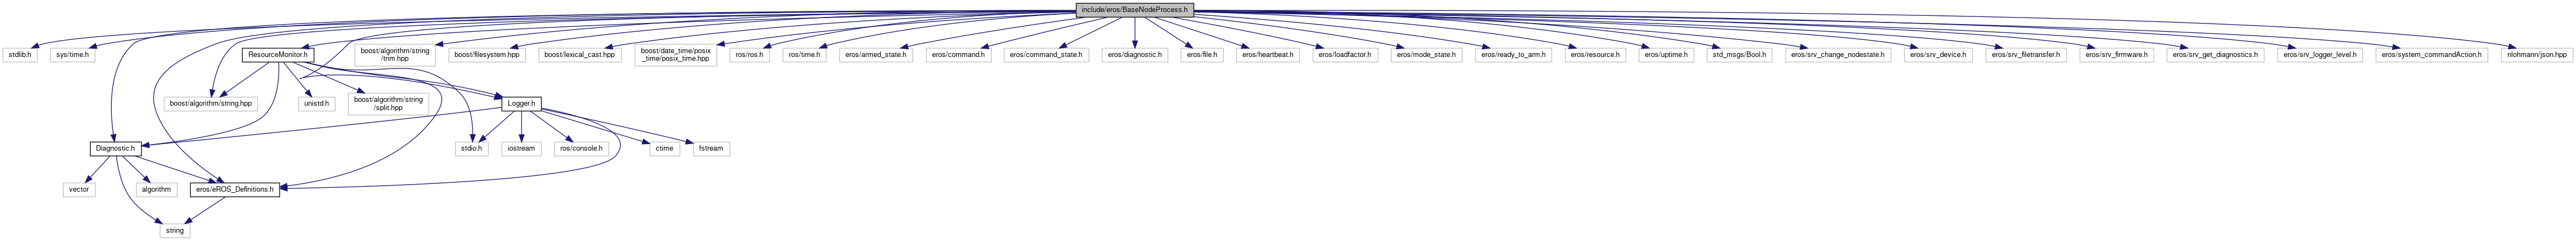 include/eros/BaseNodeProcess.h
stdlib.h
sys/time.h
ResourceMonitor.h
boost/algorithm/string
/trim.hpp
boost/filesystem.hpp
boost/lexical_cast.hpp
boost/date_time/posix
_time/posix_time.hpp
ros/ros.h
ros/time.h
eros/armed_state.h
eros/command.h
eros/command_state.h
eros/diagnostic.h
eros/file.h
eros/heartbeat.h
eros/loadfactor.h
eros/mode_state.h
eros/ready_to_arm.h
eros/resource.h
eros/uptime.h
std_msgs/Bool.h
eros/srv_change_nodestate.h
eros/srv_device.h
eros/srv_filetransfer.h
eros/srv_firmware.h
eros/srv_get_diagnostics.h
eros/srv_logger_level.h
eros/system_commandAction.h
nlohmann/json.hpp
boost/algorithm/string.hpp
unistd.h
boost/algorithm/string
/split.hpp
Logger.h
Diagnostic.h
stdio.h
iostream
ros/console.h
ctime
fstream
vector
algorithm
eros/eROS_Definitions.h
string